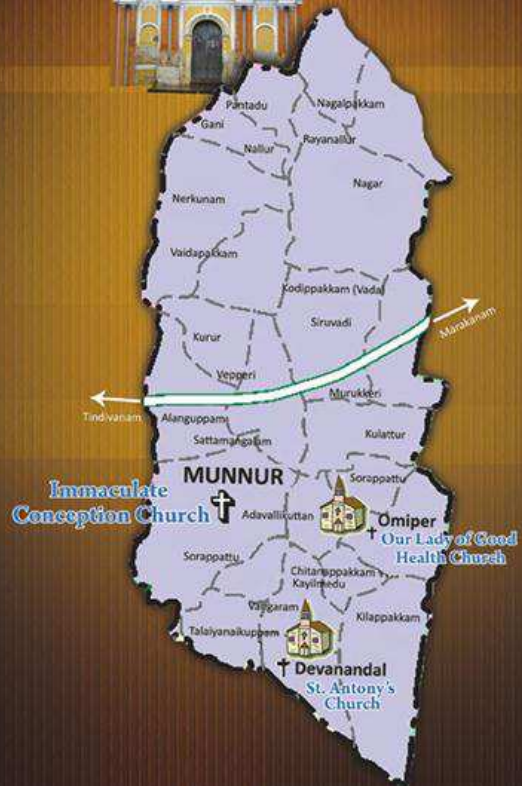 Pantadu
Nagalpakkam
Gani
Rayanallur
Nallur
Nagar
Nerkunam
Vaidapakkam
Kodippakkam (Vada)
Siruvadi
Marakanam
Kurur
Vepperi
Murukkeri
Tindivanam
Alanguppam
Sattamangalam
Kulattur
MUNNUR
Sorappattu
Immaculate
Conception Church
Adavallikuttan
Omiper
Our Lady of Good
Health Church
Sorappattu
Kayilmedu
Vangaram
Kilappakkam
Talaiyanaikuppam
Devanandal
St. Antony's
Church